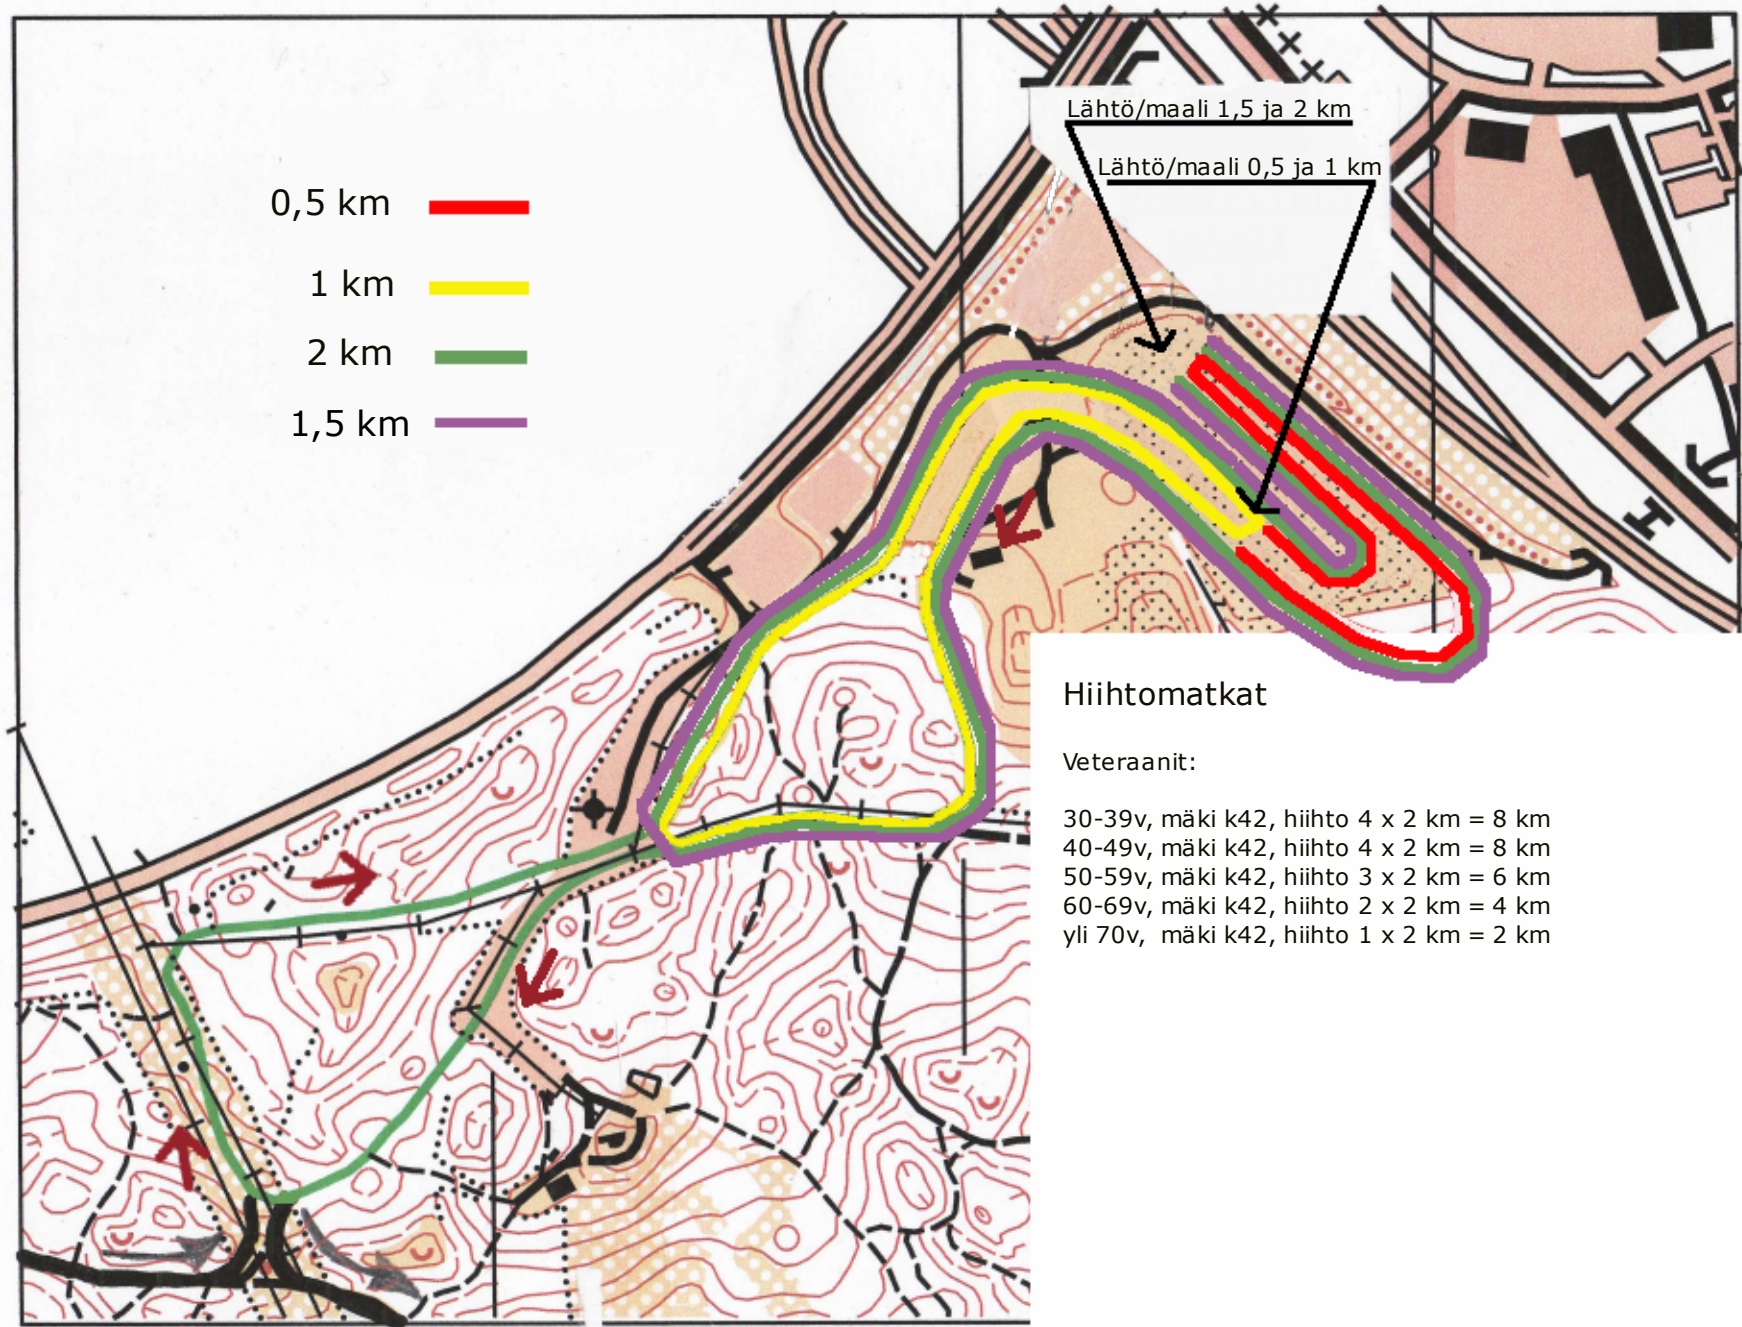 Lähtö/maali 1,5 ja 2 km
Lähtö/maali 0,5 ja 1 km
0,5 km
1 km
2 km
1,5 km
Hiihtomatkat
Veteraanit:
30-39v, mäki k42, hiihto 4 x 2 km = 8 km
40-49v, mäki k42, hiihto 4 x 2 km = 8 km
50-59v, mäki k42, hiihto 3 x 2 km = 6 km
60-69v, mäki k42, hiihto 2 x 2 km = 4 km
yli 70v, mäki k42, hiihto 1 x 2 km = 2 km